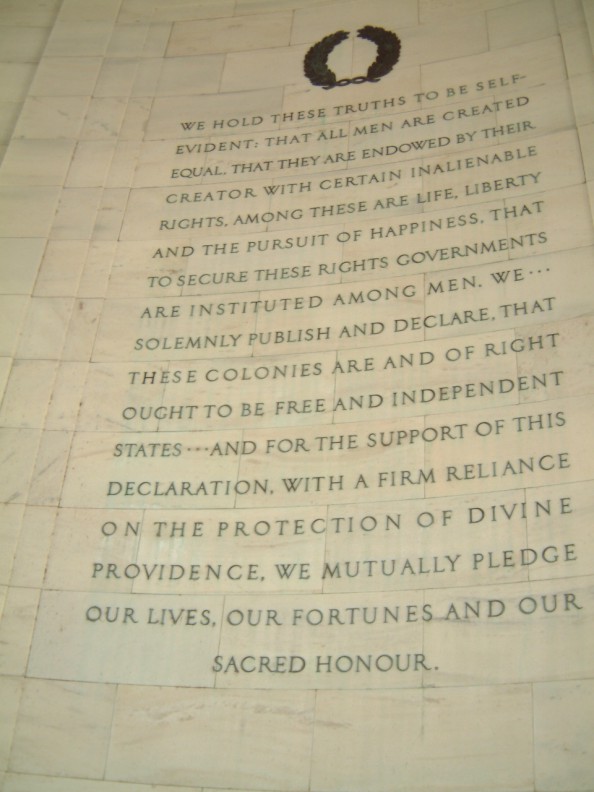 WE HOLD THESE TRUTHS TO BE SELF-
EVIDENT: THAT ALL MEN ARE CREATED
EQUAL, THAT THEY ARE ENDOWED BY THEIR
CREATOR WITH CERTAIN INALIENABLE
RIGHTS, AMONG THESE ARE LIFE, LIBERTY
AND THE PURSUIT OF HAPPINESS, THAT
TO SECURE THESE RIGHTS GOVERNMENTS
ARE INSTITUTED AMONG MEN. WE···
SOLEMNLY PUBLISH AND DECLARE, THAT
THESE COLONIES ARE AND OF RIGHT
OUGHT TO BE FREE AND INDEPENDENT
STATES···AND FOR THE SUPPORT OF THIS
DECLARATION, WITH A FIRM RELIANCE
ON THE PROTECTION OF DIVINE
PROVIDENCE, WE MUTUALLY PLEDGE
OUR LIVES, OUR FORTUNES AND OUR
SACRED HONOUR.